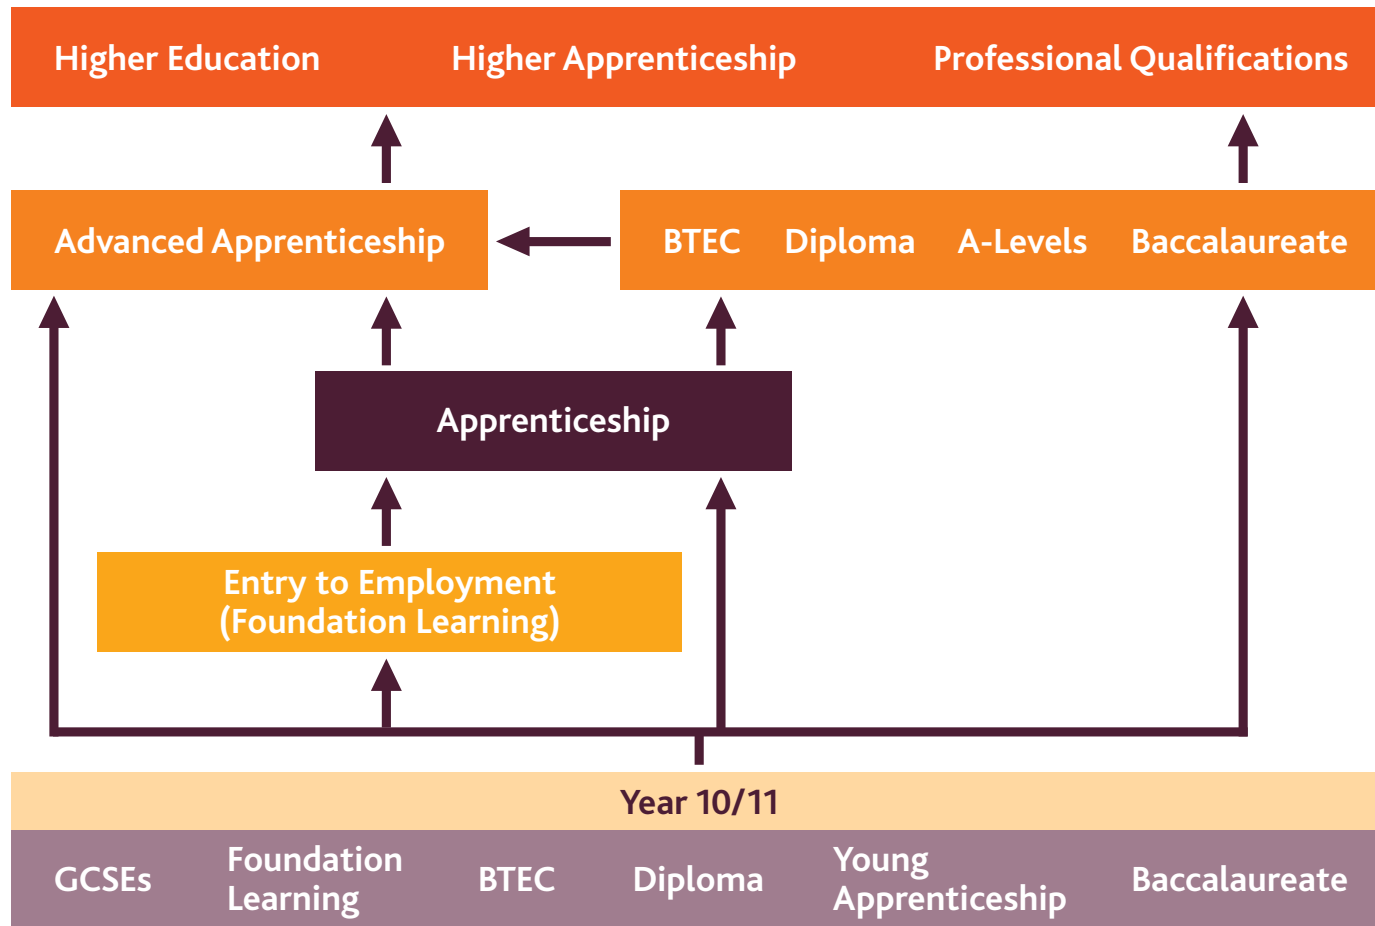 Higher Education Higher Apprenticeship Professional Qualifications
Advanced Apprenticeship BTEC Diploma A-Levels Baccalaureate
Apprenticeship
Entry to Employment
(Foundation Learning)
Year 10/11
GCSEs
Foundation
Learning
BTEC
Diploma
Young
Apprenticeship
Baccalaureate